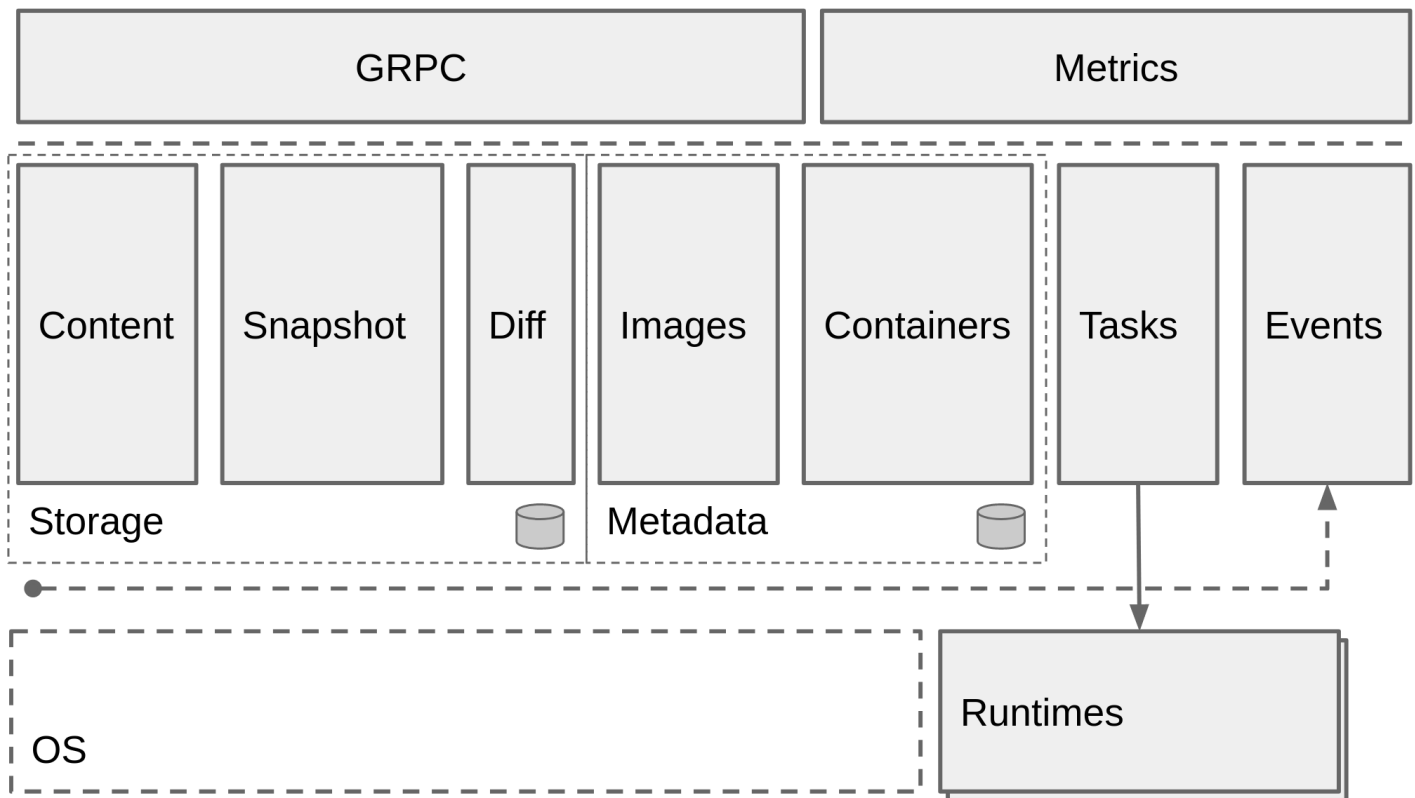 GRPC
Metrics
Content
Snapshot
Diff
Images
Containers
Tasks
Events
Storage
Metadata
OS
Runtimes